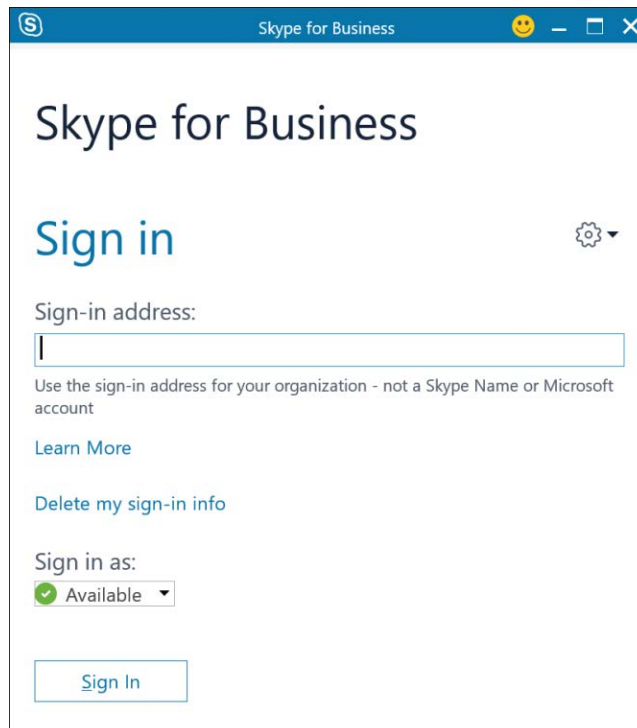 Skype for Business
Skype for Business
Sign in
Sign-in address:
Use the sign-in address for your organization - not a Skype Name or Microsoft
account
Learn More
Delete my sign-in info
Sign in as:
Available
Sign In